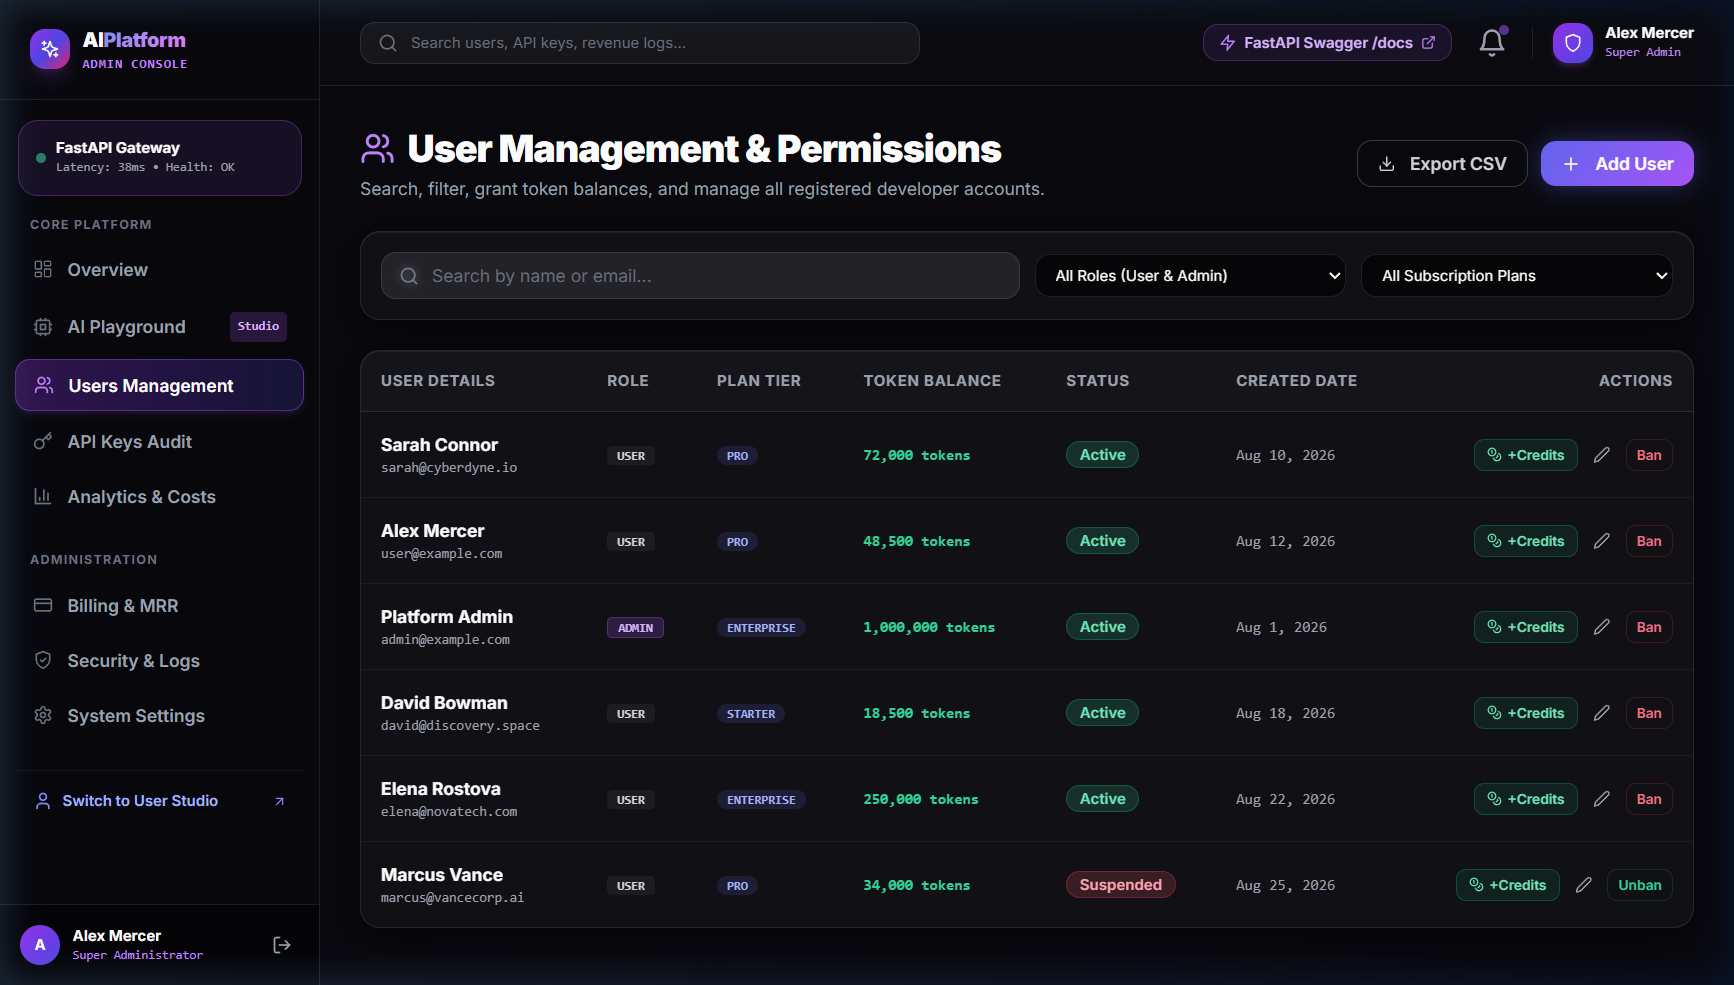 AIPlatform
ADMIN CONSOLE
Search users, API keys, revenue logs...
FastAPI Swagger /docs
Alex Mercer
Super Admin
FastAPI Gateway
Latency: 38ms • Health: OK
CORE PLATFORM
Overview
AI Playground
Studio
Users Management
API Keys Audit
Analytics & Costs
ADMINISTRATION
Billing & MRR
Security & Logs
System Settings
Switch to User Studio
A
Alex Mercer
Super Administrator
User Management & Permissions
Search, filter, grant token balances, and manage all registered developer accounts.
Export CSV
Add User
Search by name or email...
All Roles (User & Admin)
All Subscription Plans
USER DETAILS ROLE PLAN TIER TOKEN BALANCE STATUS CREATED DATE ACTIONS
Sarah Connor
sarah@cyberdyne.io
USER PRO 72,000 tokens Active Aug 10, 2026 +Credits Ban
Alex Mercer
user@example.com
USER PRO 48,500 tokens Active Aug 12, 2026 +Credits Ban
Platform Admin
admin@example.com
ADMIN ENTERPRISE 1,000,000 tokens Active Aug 1, 2026 +Credits Ban
David Bowman
david@discovery.space
USER STARTER 18,500 tokens Active Aug 18, 2026 +Credits Ban
Elena Rostova
elena@novatech.com
USER ENTERPRISE 250,000 tokens Active Aug 22, 2026 +Credits Ban
Marcus Vance
marcus@vancecorp.ai
USER PRO 34,000 tokens Suspended Aug 25, 2026 +Credits Unban